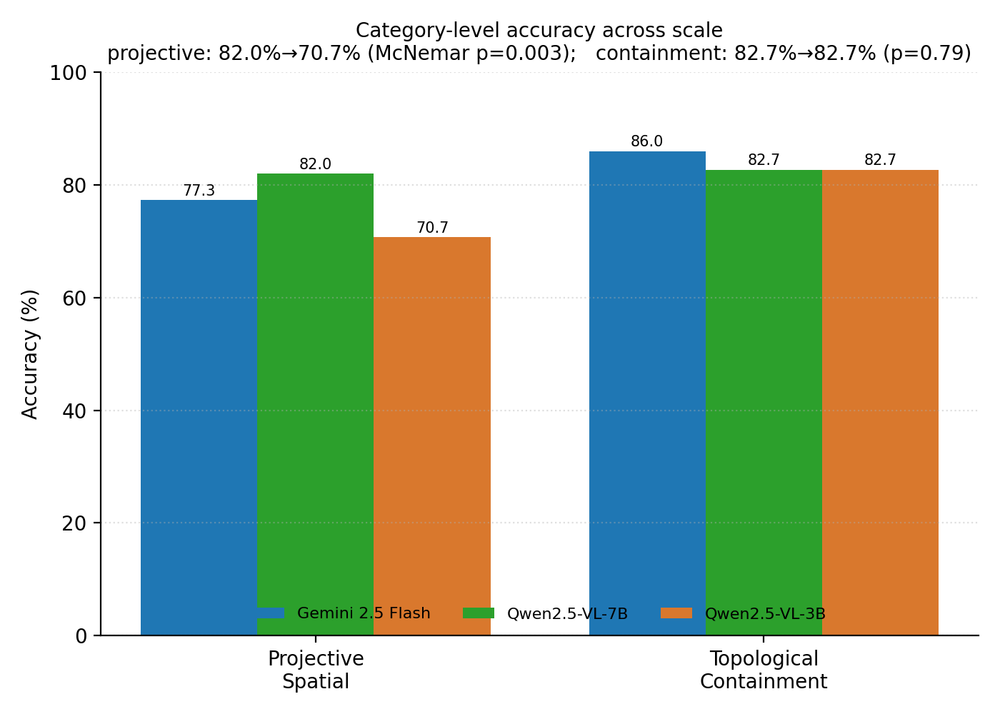 Category-level accuracy across scale
projective: 82.0%→70.7% (McNemar p=0.003);   containment: 82.7%→82.7% (p=0.79)
Accuracy (%)
100
80
60
40
20
0
77.3
82.0
70.7
86.0
82.7
82.7
Gemini 2.5 Flash
Qwen2.5-VL-7B
Qwen2.5-VL-3B
Projective
Spatial
Topological
Containment